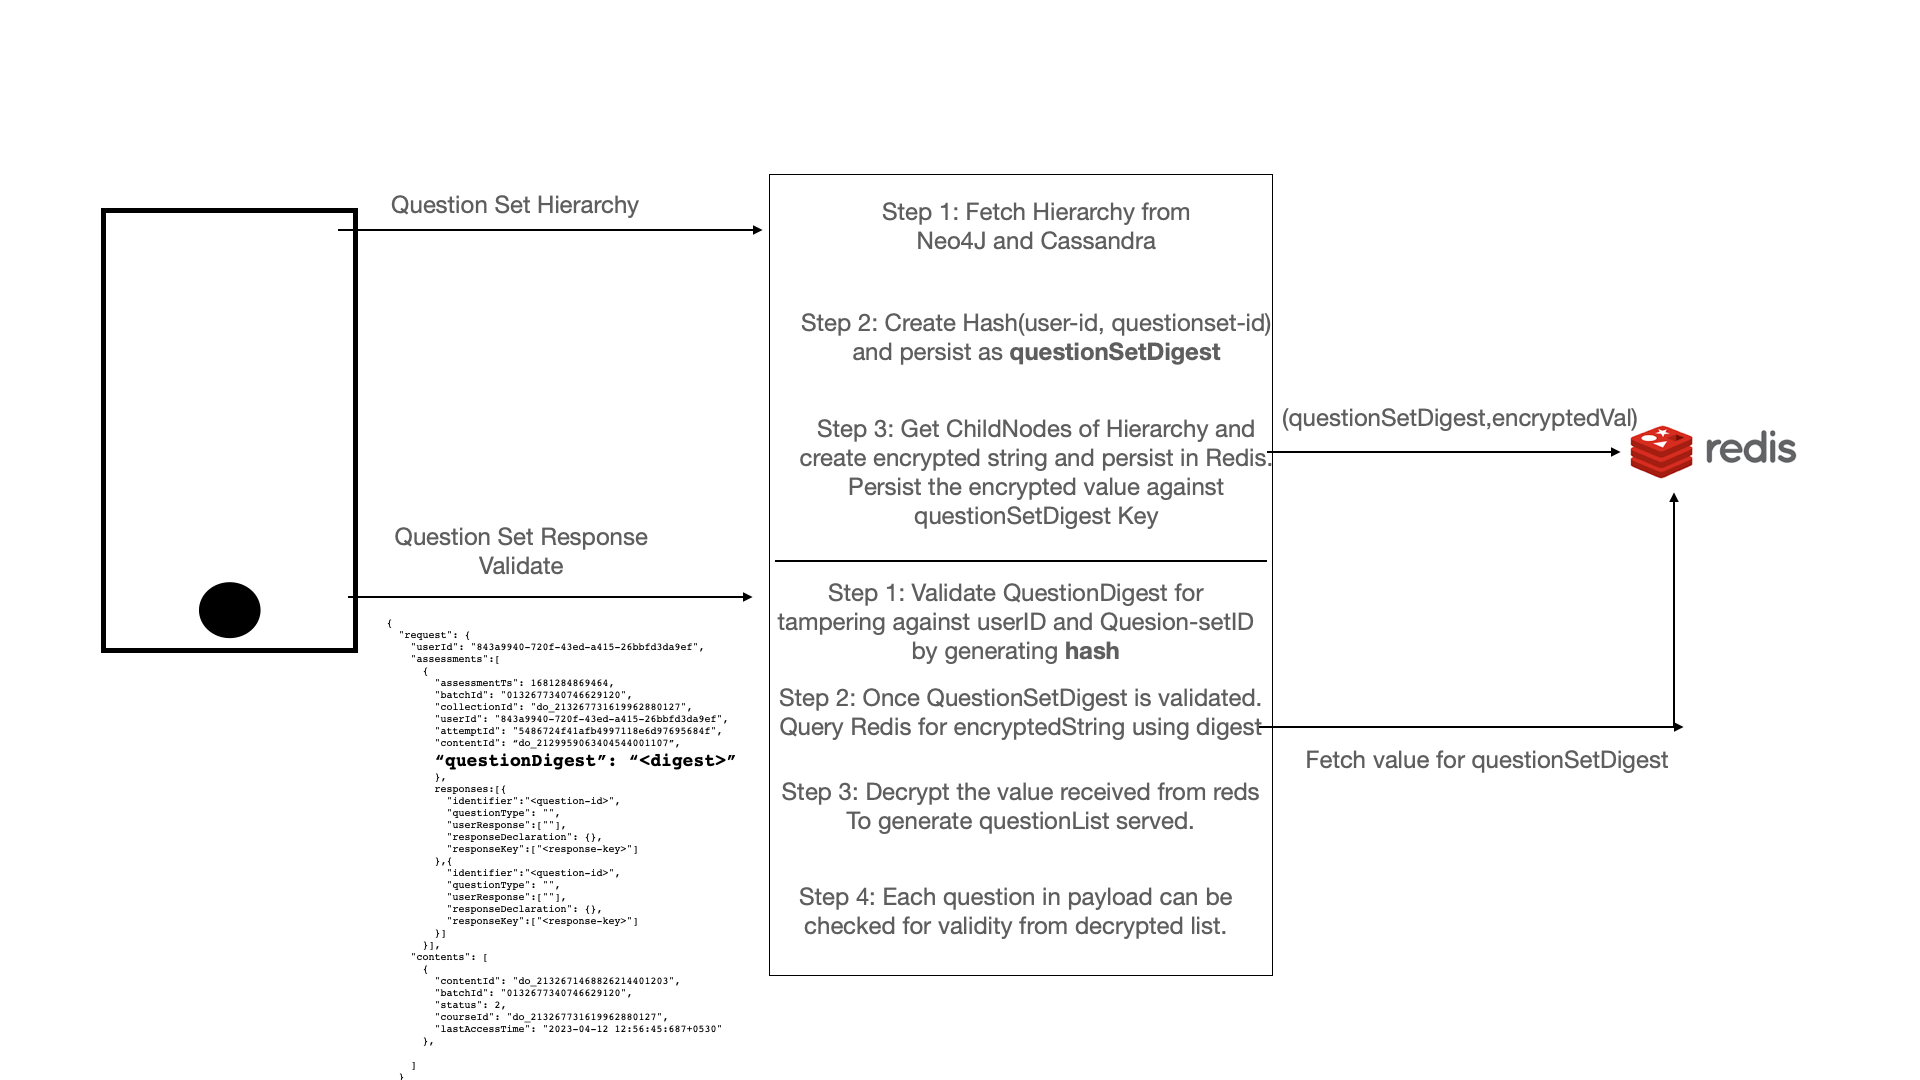 Question Set Hierarchy
Step 1: Fetch Hierarchy from
Neo4J and Cassandra
Step 2: Create Hash(user-id, questionset-id)
and persist as questionSetDigest
Step 3: Get ChildNodes of Hierarchy and
create encrypted string and persist in Redis.
Persist the encrypted value against
questionSetDigest Key
(questionSetDigest,encryptedVal)
redis
Question Set Response
Validate
Step 1: Validate QuestionDigest for
tampering against userID and Quesion-setID
by generating hash
Step 2: Once QuestionSetDigest is validated.
Query Redis for encryptedString using digest
Fetch value for questionSetDigest
Step 3: Decrypt the value received from reds
To generate questionList served.
Step 4: Each question in payload can be
checked for validity from decrypted list.
{
"request": {
"userId": "843a9940-720f-43ed-a415-26bbfd3da9ef",
"assessments":[
{
"assessmentTs": 1681284869464,
"batchId": "0132677340746629120",
"collectionId": "do_213267731619962880127",
"userId": "843a9940-720f-43ed-a415-26bbfd3da9ef",
"attemptId": "5486724f41afb4997118e6d97695684f",
"contentId": “do_2129959063404544001107”,
“questionDigest”: “<digest>”
},
responses:[{
"identifier":"<question-id>",
"questionType": "",
"userResponse":[""],
"responseDeclaration": {},
"responseKey":["<response-key>"]
},{
"identifier":"<question-id>",
"questionType": "",
"userResponse":[""],
"responseDeclaration": {},
"responseKey":["<response-key>"]
}]
}],
"contents": [
{
"contentId": "do_2132671468826214401203",
"batchId": "0132677340746629120",
"status": 2,
"courseId": "do_213267731619962880127",
"lastAccessTime": "2023-04-12 12:56:45:687+0530"
},
]
}